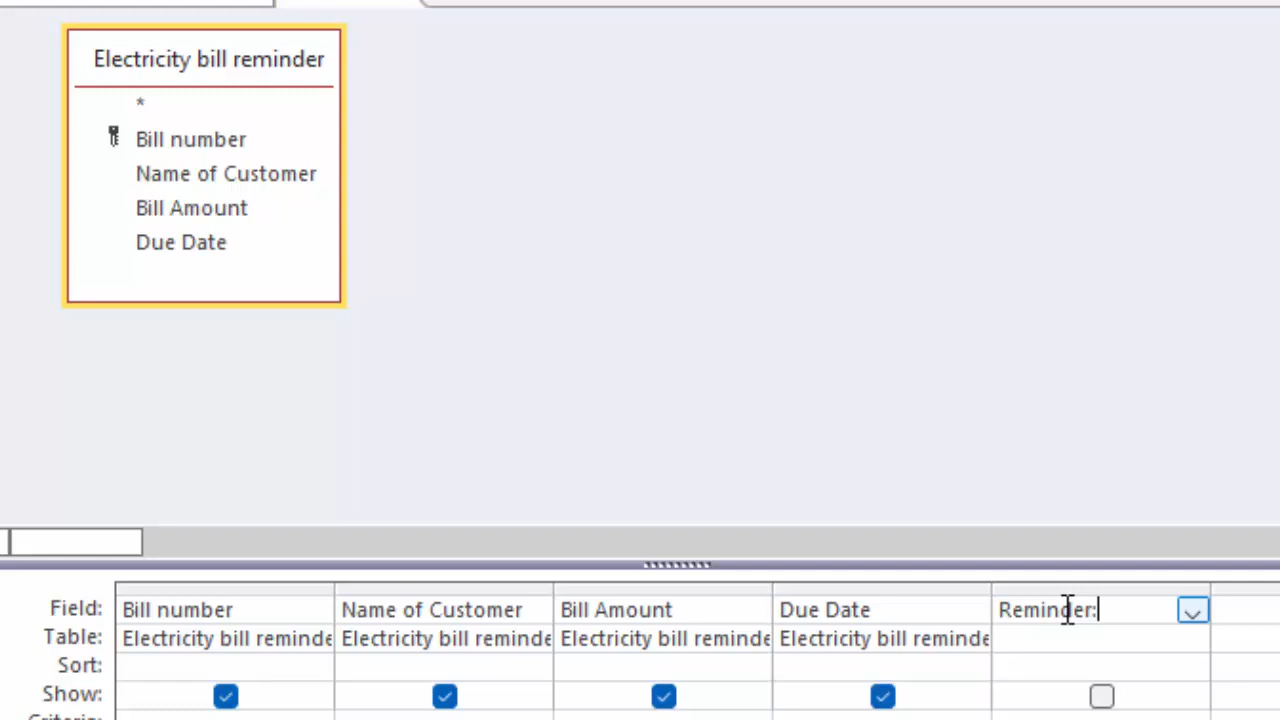 Electricity bill reminder
*
Bill number
Name of Customer
Bill Amount
Due Date
Field: Bill number Name of Customer Bill Amount Due Date Reminder:
Table: Electricity bill reminde Electricity bill reminde Electricity bill reminde Electricity bill reminde
Sort:
Show:
Criteria: